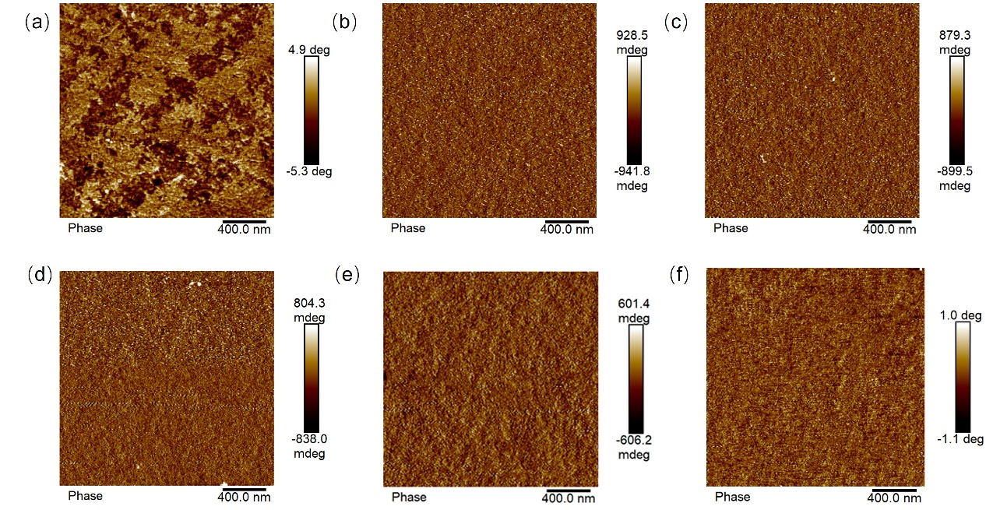 (a)
4.9 deg
-5.3 deg
Phase
400.0 nm
(b)
928.5
mdeg
-941.8
mdeg
Phase
400.0 nm
(c)
879.3
mdeg
-899.5
mdeg
Phase
400.0 nm
(d)
804.3
mdeg
-838.0
mdeg
Phase
400.0 nm
(e)
601.4
mdeg
-606.2
mdeg
Phase
400.0 nm
(f)
1.0 deg
-1.1 deg
Phase
400.0 nm